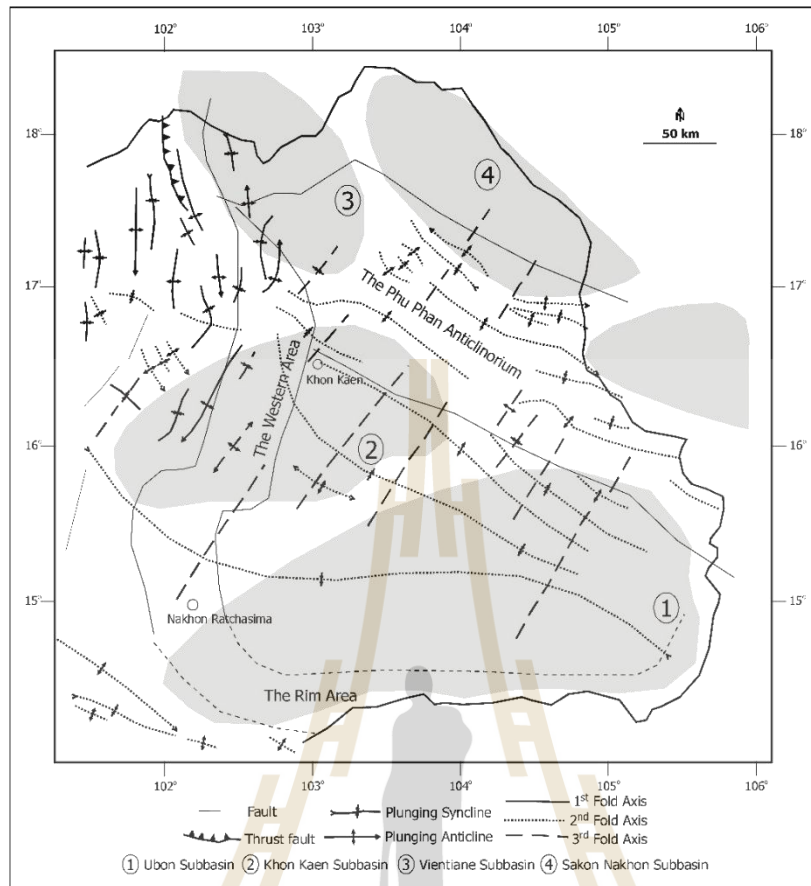 102° 103° 104° 105° 106°
N
50 km
18° 18°
4
3
17° 17°
The Phu Phan Anticlinorium
The Western Area
Khon Kaen
16° 16°
2
15° 15°
1
Nakhon Ratchasima
The Rim Area
102° 103° 104° 105° 106°
Fault Plunging Syncline 1st Fold Axis
2nd Fold Axis
Thrust fault Plunging Anticline 3rd Fold Axis
1 Ubon Subbasin 2 Khon Kaen Subbasin 3 Vientiane Subbasin 4 Sakon Nakhon Subbasin